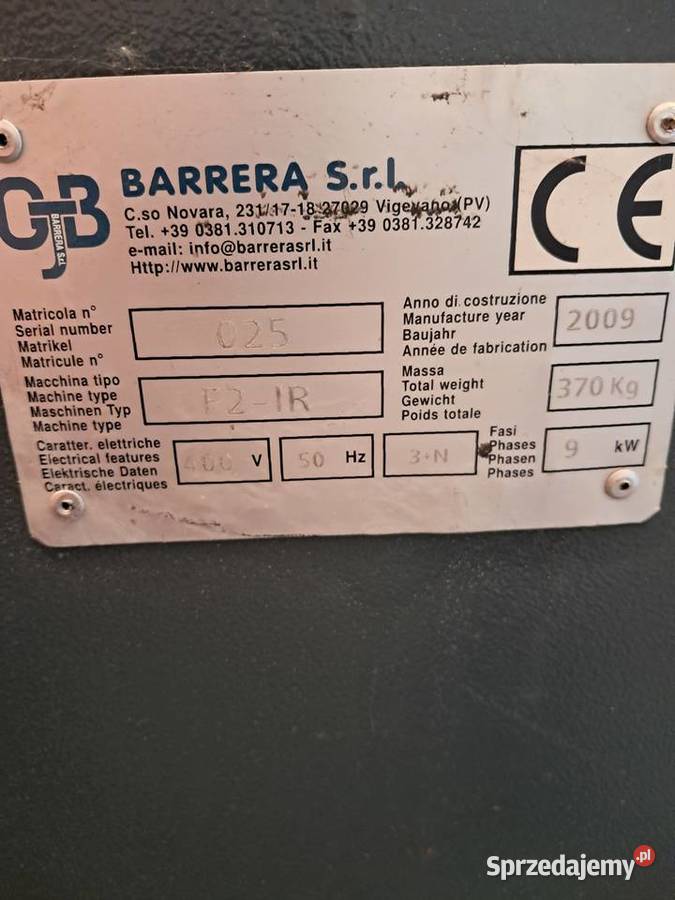 GJB
BARRERA S.r.l.
BARRERA S.r.l.
C.so Novara, 231/17-18 27029 Vigevano (PV)
Tel. +39 0381.310713 - Fax +39 0381.328742
e-mail: info@barrerasrl.it
Http://www.barrerasrl.it
CE
Matricola n°
Serial number
Matrikel
Matricule n°
025
Anno di costruzione
Manufacture year
Baujahr
Année de fabrication
2009
Macchina tipo
Machine type
Maschinen Typ
Machine type
F2-IR
Massa
Total weight
Gewicht
Poids totale
370 Kg
Caratter. elettriche
Electrical features
Elektrische Daten
Caract. électriques
400 V
50 Hz
3+N
Fasi
Phases
Phasen
Phases
9 kW
Sprzedajemy.pl